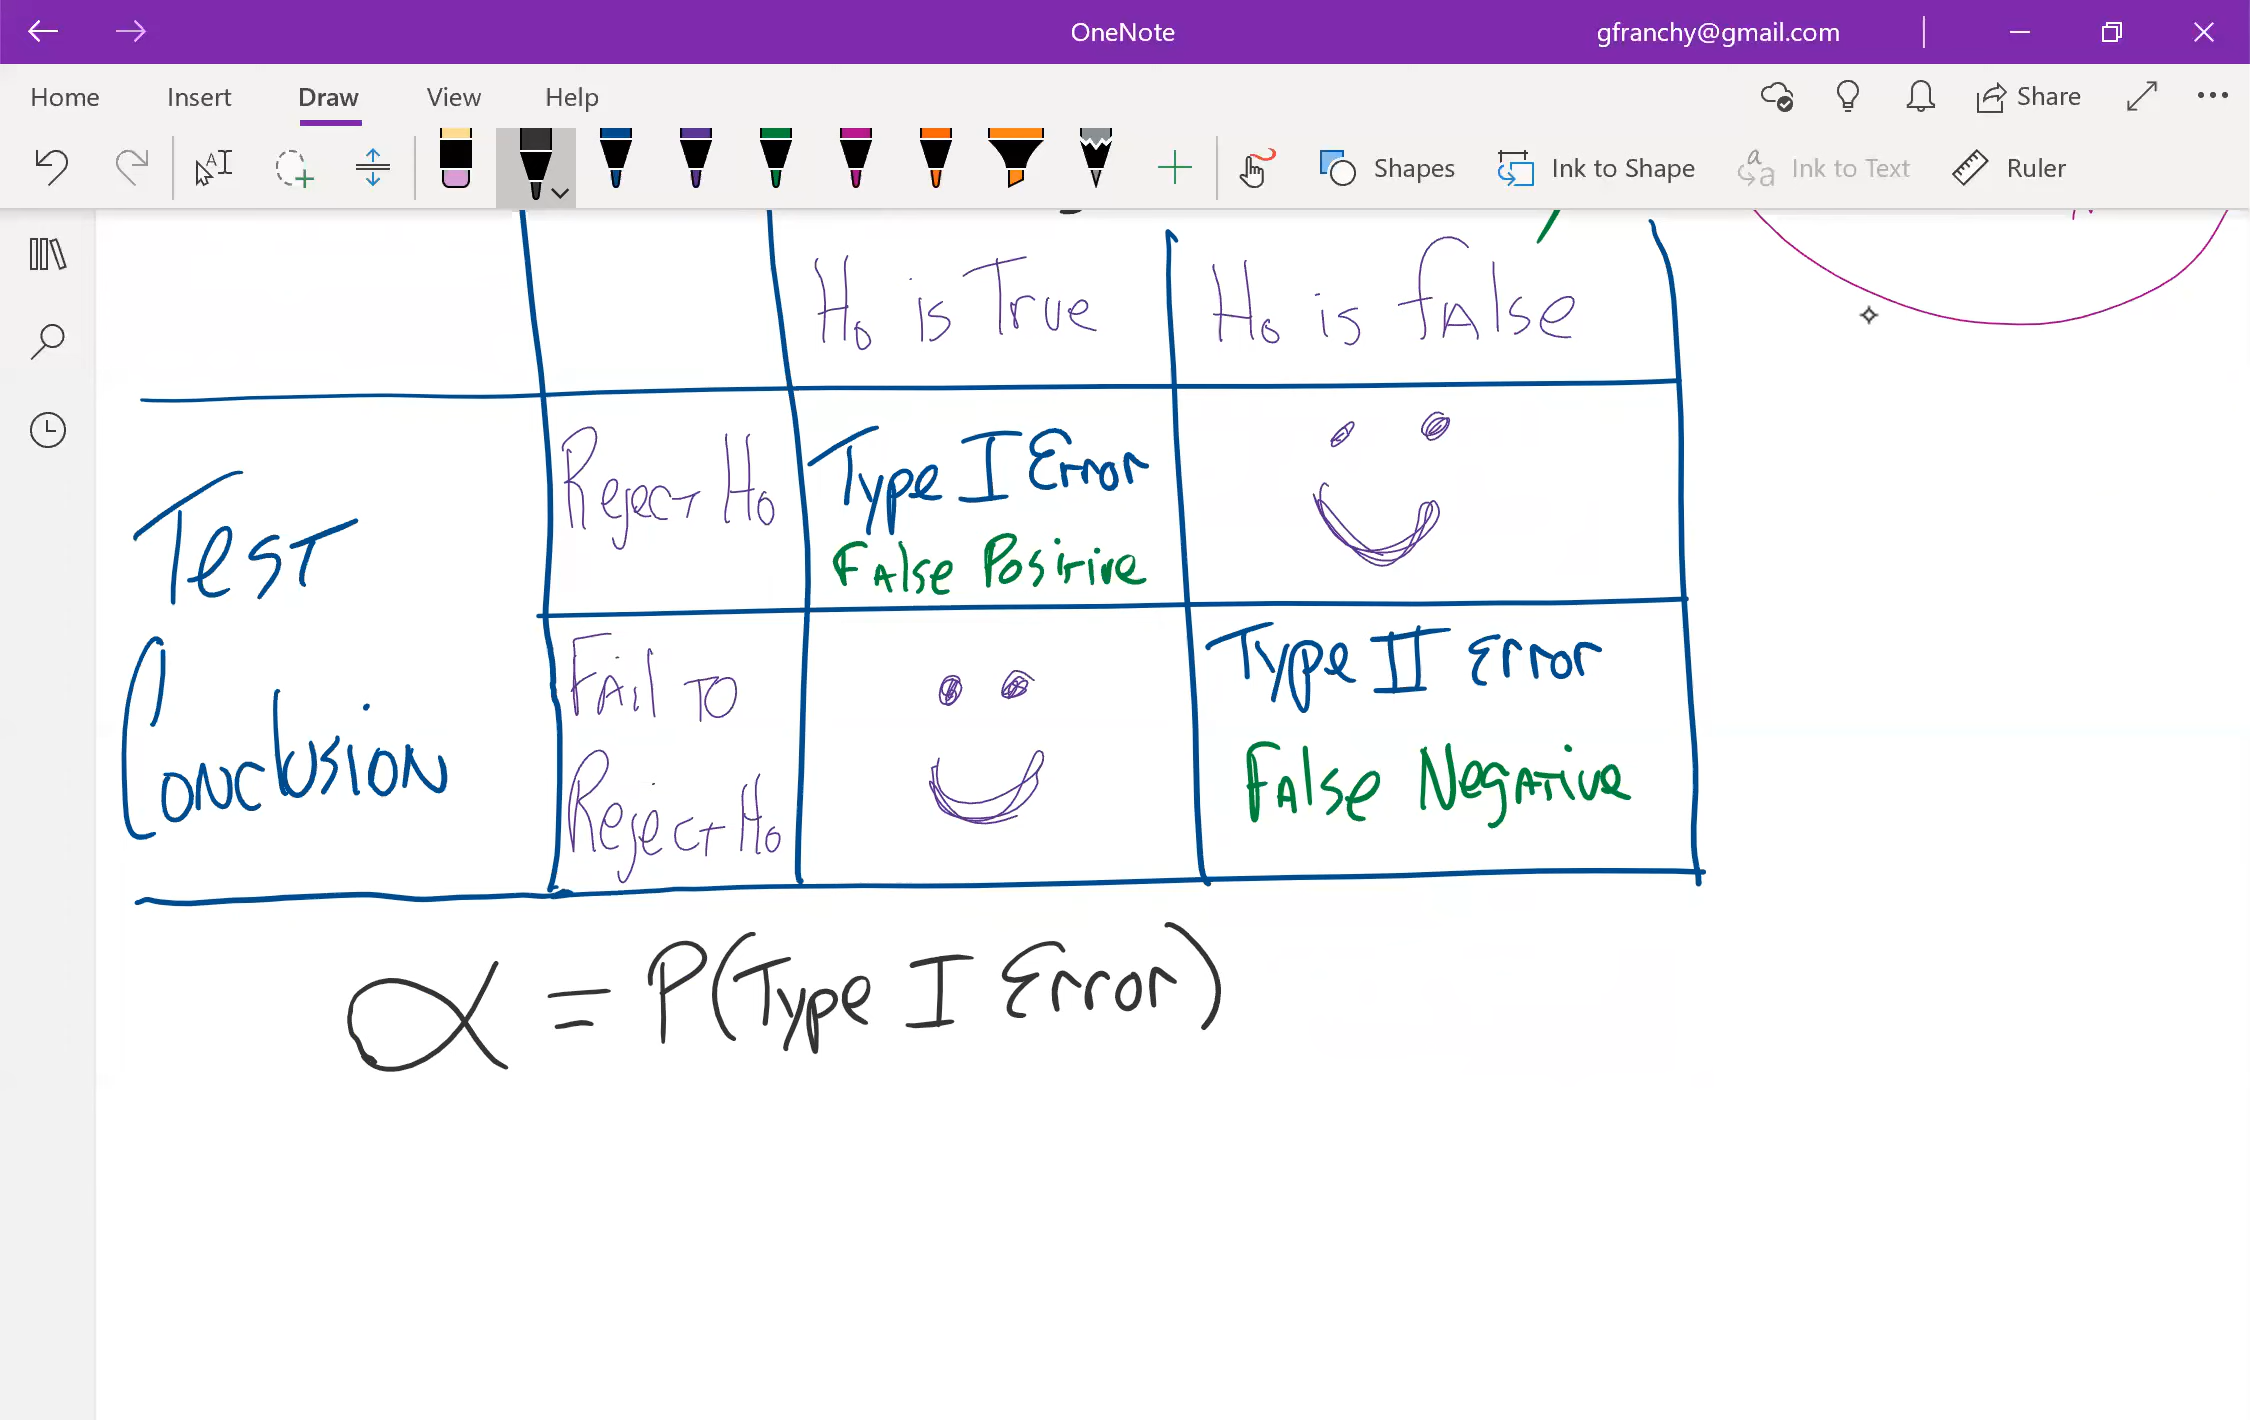 OneNote
gfranchy@gmail.com
Home Insert Draw View Help
Share
Shapes Ink to Shape Ink to Text Ruler
H₀ is True
H₀ is fAlse
Test
Conclusion
Reject H₀
Type I Error
False Positive
Fail to
Reject H₀
Type II Error
False Negative
α = P(Type I Error)